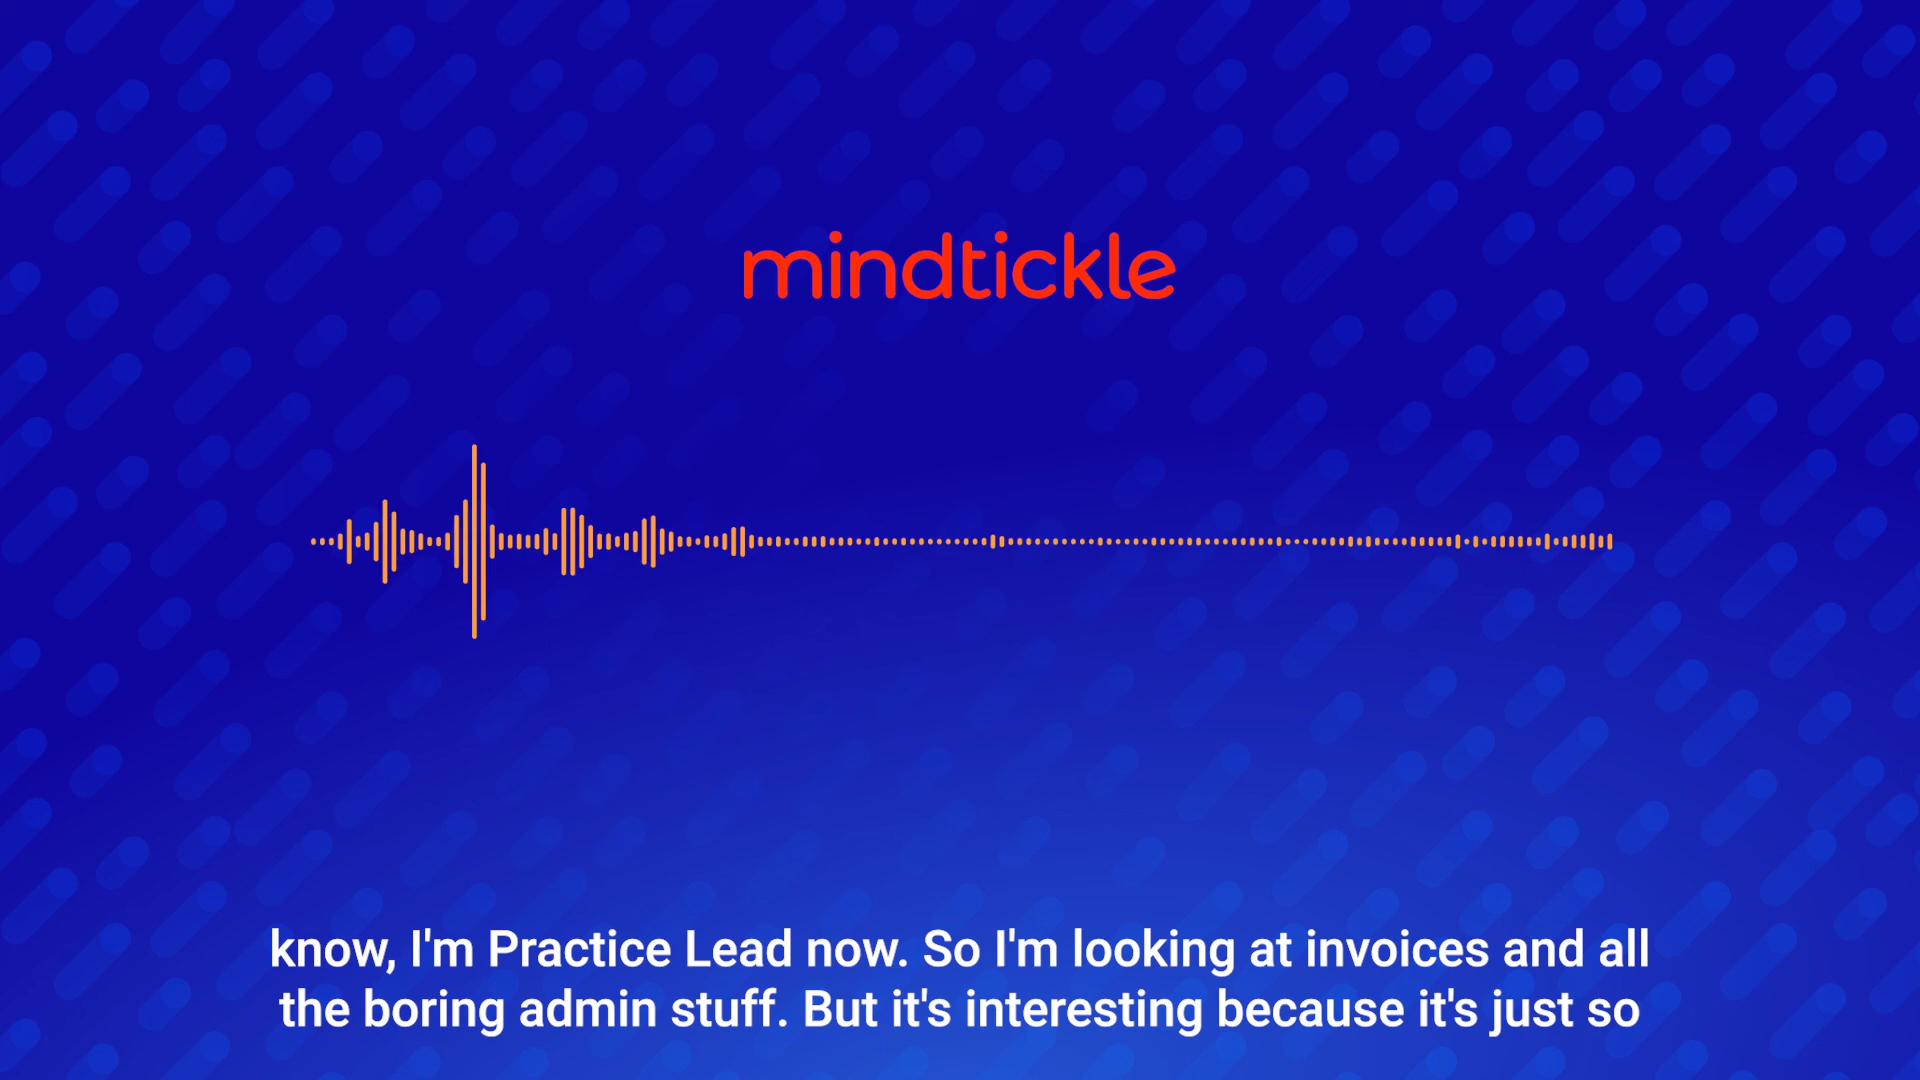 mindtickle
know, I'm Practice Lead now. So I'm looking at invoices and all
the boring admin stuff. But it's interesting because it's just so